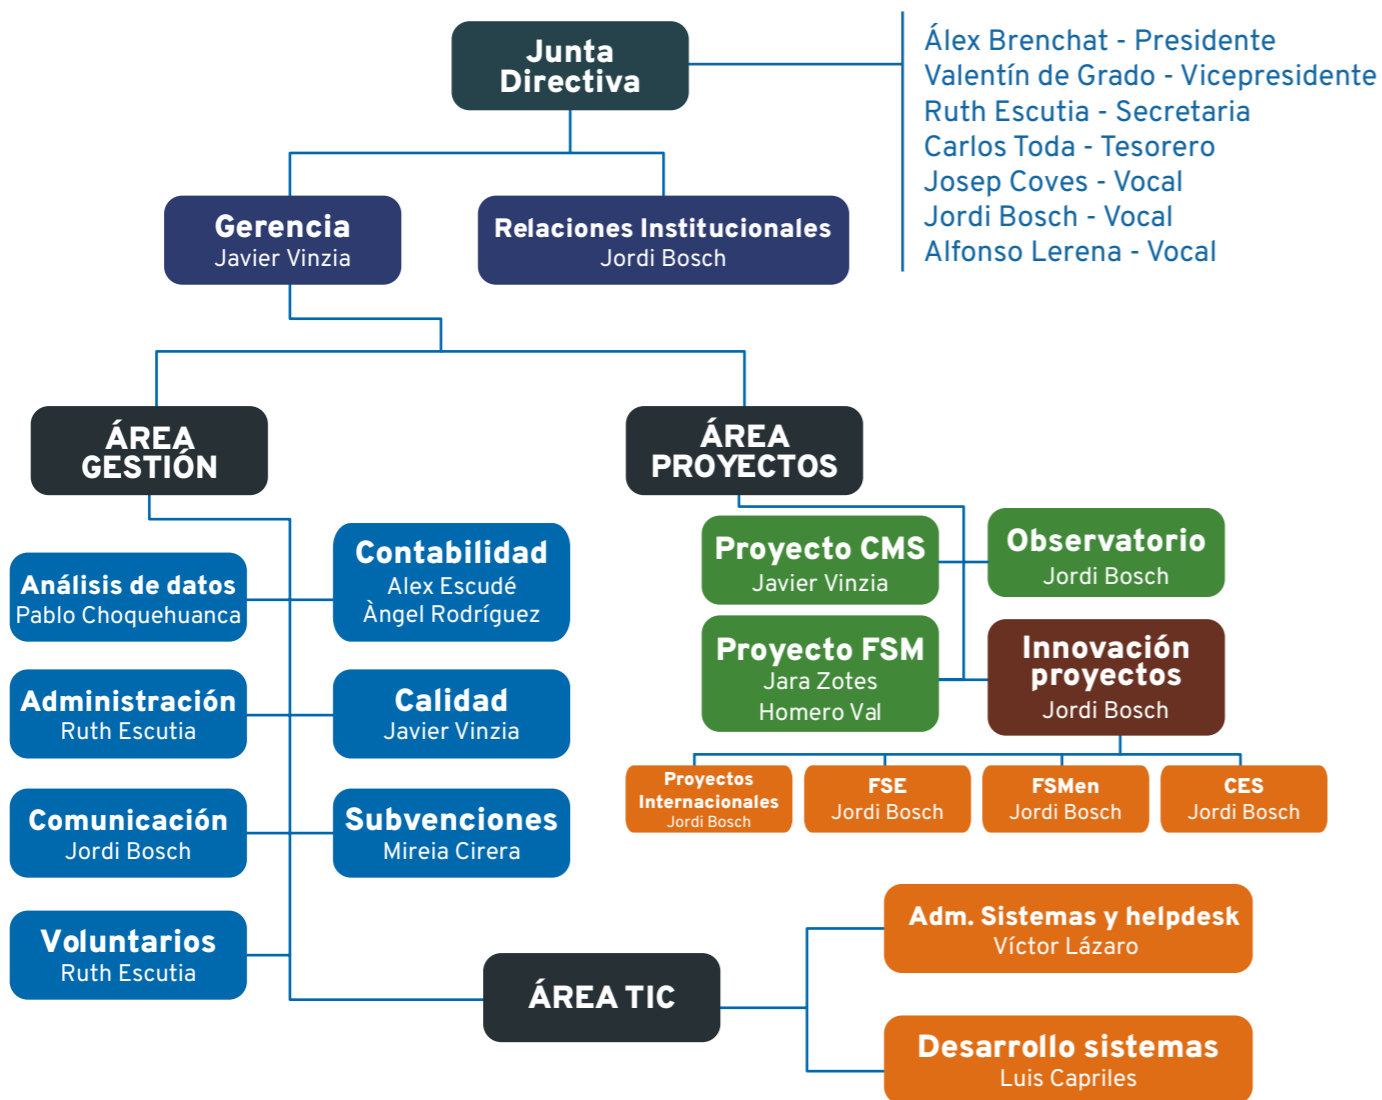 Junta
Directiva
Álex Brenchat - Presidente
Valentín de Grado - Vicepresidente
Ruth Escutia - Secretaria
Carlos Toda - Tesorero
Josep Coves - Vocal
Jordi Bosch - Vocal
Alfonso Lerena - Vocal
Gerencia
Javier Vinzia
Relaciones Institucionales
Jordi Bosch
ÁREA
GESTIÓN
ÁREA
PROYECTOS
Análisis de datos
Pablo Choquehuanca
Contabilidad
Alex Escudé
Àngel Rodríguez
Administración
Ruth Escutia
Calidad
Javier Vinzia
Comunicación
Jordi Bosch
Subvenciones
Mireia Cirera
Voluntarios
Ruth Escutia
Proyecto CMS
Javier Vinzia
Observatorio
Jordi Bosch
Proyecto FSM
Jara Zotes
Homero Val
Innovación
proyectos
Jordi Bosch
Proyectos
Internacionales
Jordi Bosch
FSE
Jordi Bosch
FSMen
Jordi Bosch
CES
Jordi Bosch
ÁREA TIC
Adm. Sistemas y helpdesk
Víctor Lázaro
Desarrollo sistemas
Luis Capriles